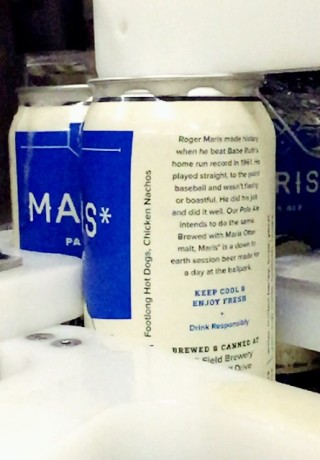 MARIS*
PA
RIS
Footlong Hot Dogs, Chicken Nachos
Roger Maris made history
when he beat Babe Ruth's
home run record in 1961. He
played straight, to the point
baseball and wasn't flashy
or boastful. He did his job
and did it well. Our Pale Ale
intends to do the same.
Brewed with Maris Otter
malt, Maris* is a down to
earth session beer made for
a day at the ballpark.
KEEP COOL &
ENJOY FRESH
Drink Responsibly
BREWED & CANNED AT
Field Brewery
Drive